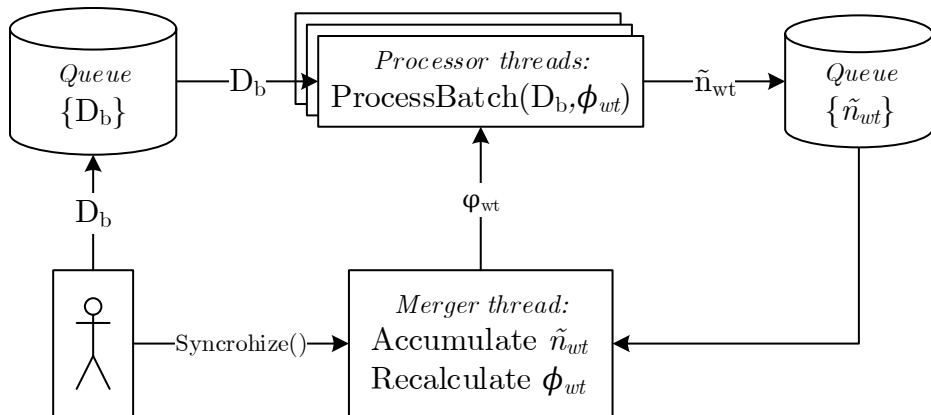 Queue
{D_b}
D_b
Processor threads:
ProcessBatch(D_b,ϕ_wt)
ñ_wt
Queue
{ñ_wt}
D_b
φ_wt
Syncrohize()
Merger thread:
Accumulate ñ_wt
Recalculate ϕ_wt